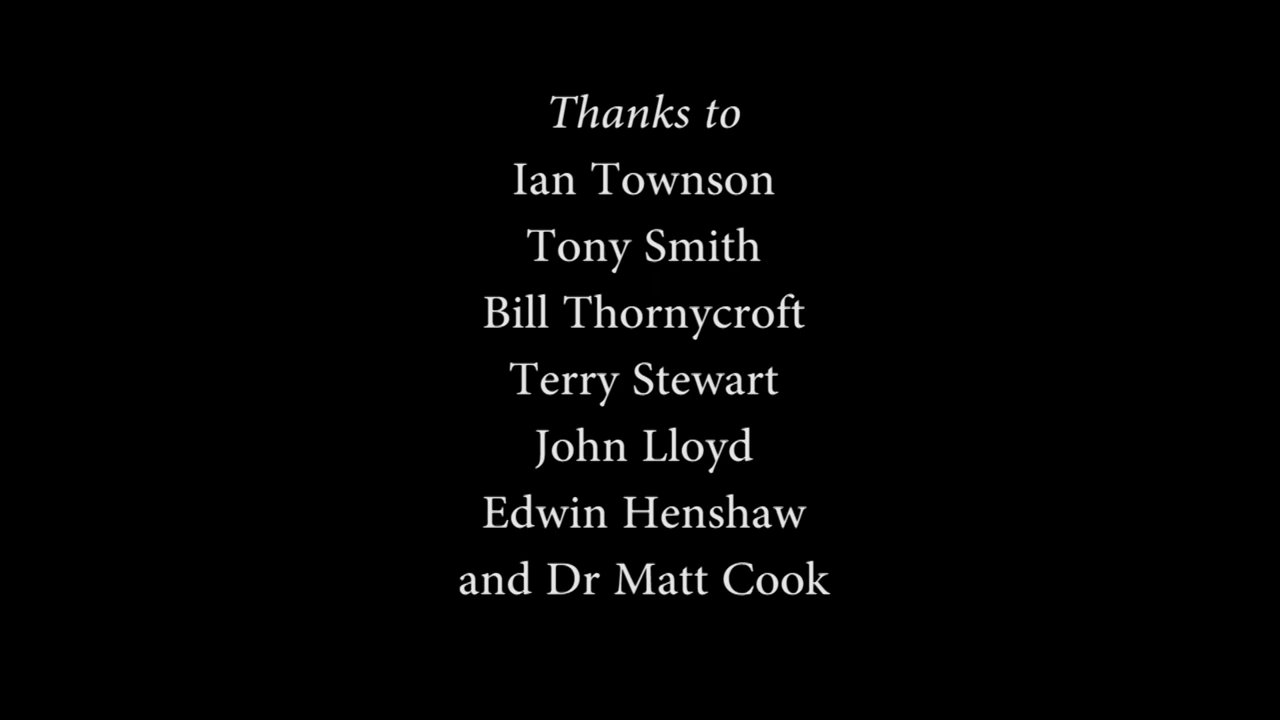 Thanks to
Ian Townson
Tony Smith
Bill Thornycroft
Terry Stewart
John Lloyd
Edwin Henshaw
and Dr Matt Cook